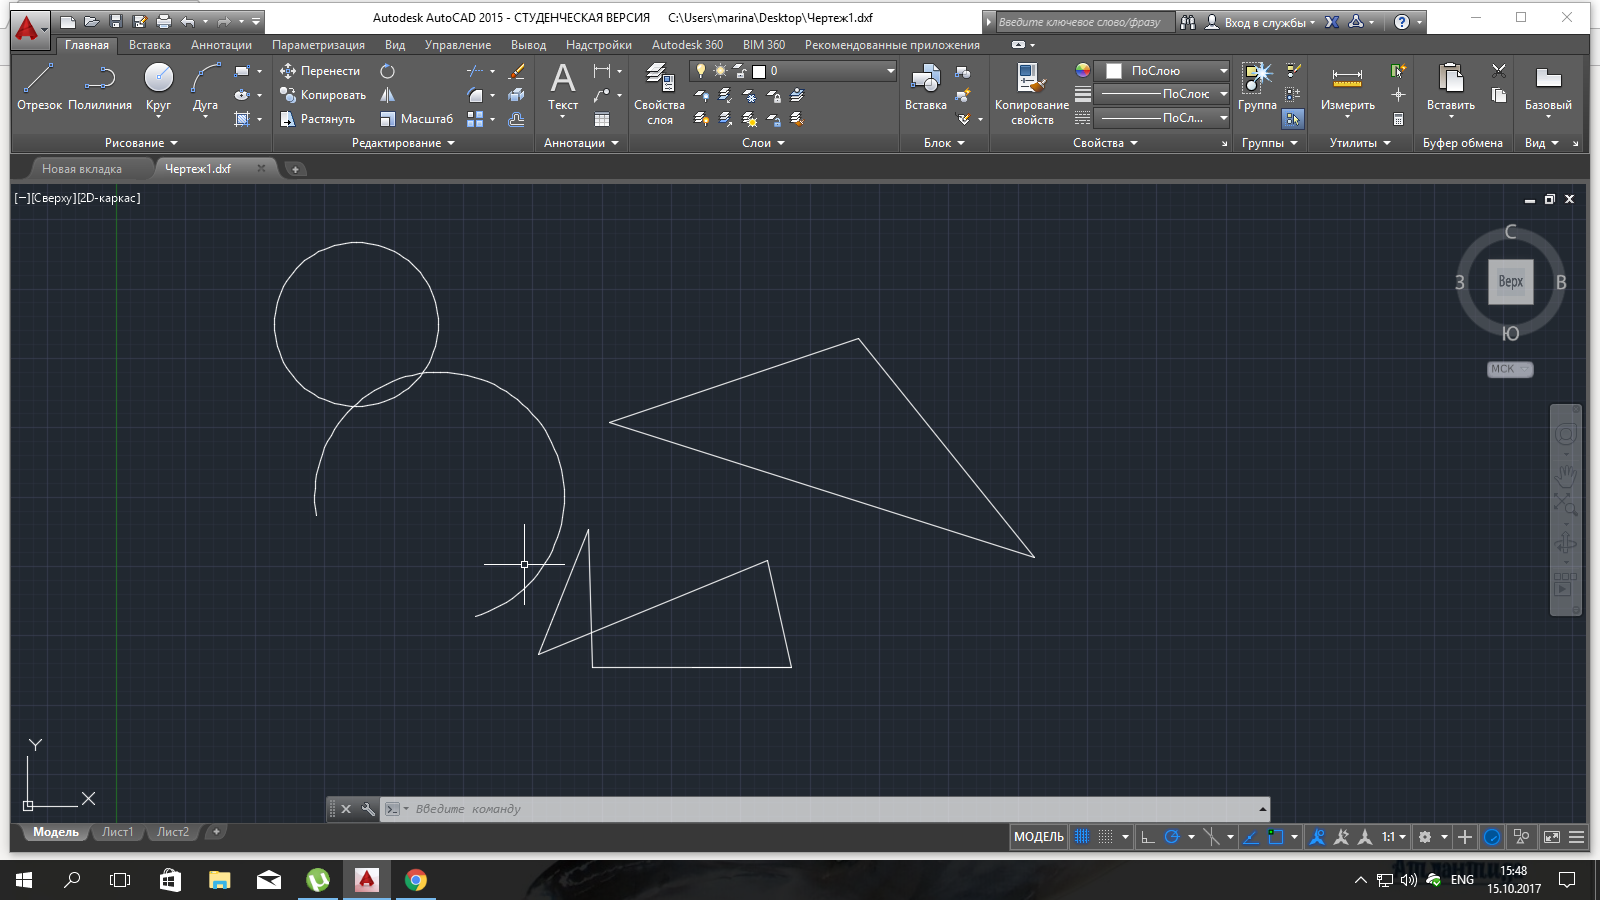 Autodesk AutoCAD 2015 - СТУДЕНЧЕСКАЯ ВЕРСИЯ C:\Users\marina\Desktop\Чертеж1.dxf
Введите ключевое слово/фразу
Вход в службы
Главная Вставка Аннотации Параметризация Вид Управление Вывод Надстройки Autodesk 360 BIM 360 Рекомендованные приложения
Отрезок Полилиния Круг Дуга
Перенести
Копировать
Растянуть Масштаб
Текст
Свойства слоя
0
Вставка
Копирование свойств
ПоСлою
ПоСлою
ПоСл...
Группа
Измерить
Вставить
Базовый
Рисование Редактирование Аннотации Слои Блок Свойства Группы Утилиты Буфер обмена Вид
Новая вкладка Чертеж1.dxf
[−][Сверху][2D-каркас]
С
З Верх В
Ю
МСК
Y
X
Введите команду
Модель Лист1 Лист2
МОДЕЛЬ 1:1
ENG
15:48
15.10.2017